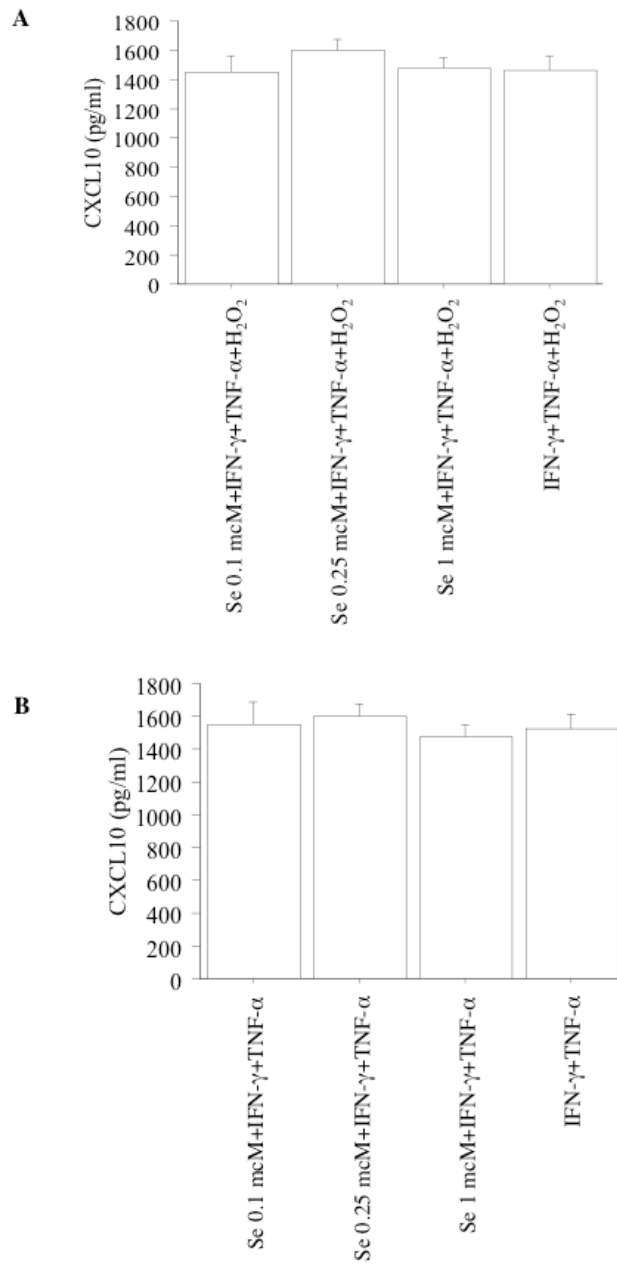 A
CXCL10 (pg/ml)
1800
1600
1400
1200
1000
800
600
400
200
0
Se 0.1 mcM+IFN-γ+TNF-α+H₂O₂
Se 0.25 mcM+IFN-γ+TNF-α+H₂O₂
Se 1 mcM+IFN-γ+TNF-α+H₂O₂
IFN-γ+TNF-α+H₂O₂
B
CXCL10 (pg/ml)
1800
1600
1400
1200
1000
800
600
400
200
0
Se 0.1 mcM+IFN-γ+TNF-α
Se 0.25 mcM+IFN-γ+TNF-α
Se 1 mcM+IFN-γ+TNF-α
IFN-γ+TNF-α